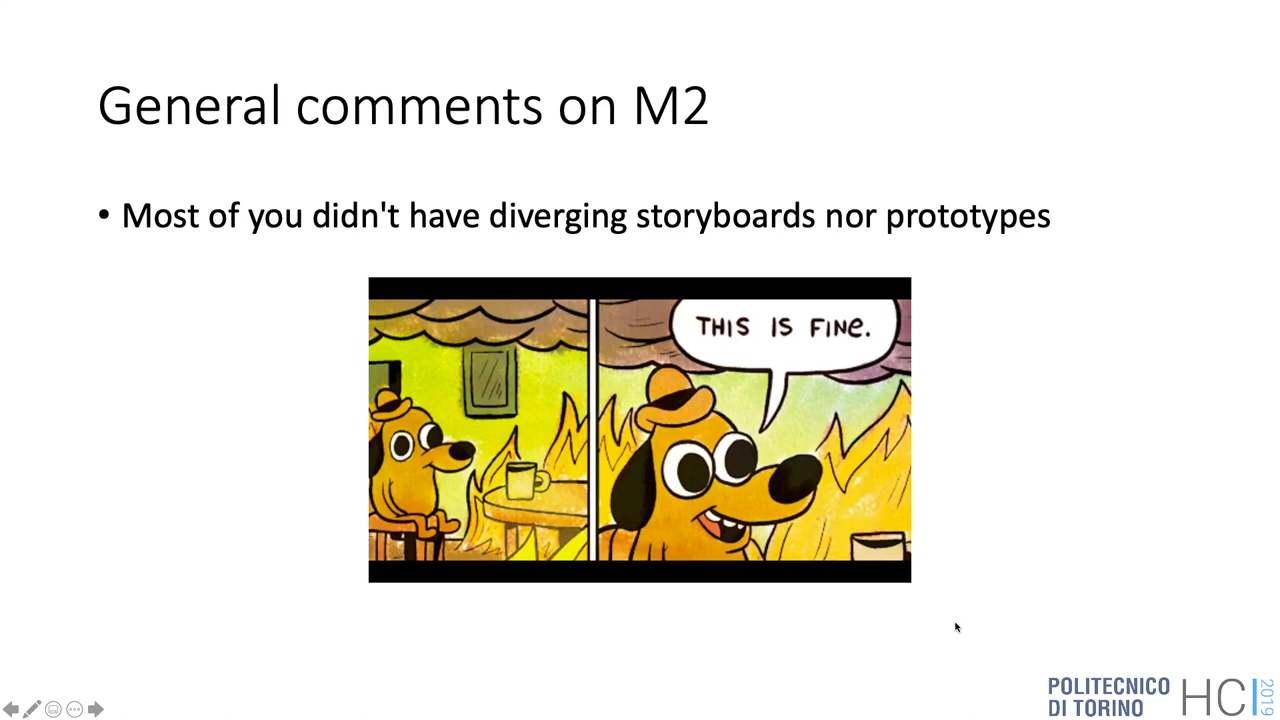 General comments on M2
• Most of you didn't have diverging storyboards nor prototypes
THIS IS FINE.
POLITECNICO
DI TORINO
HCI
2019